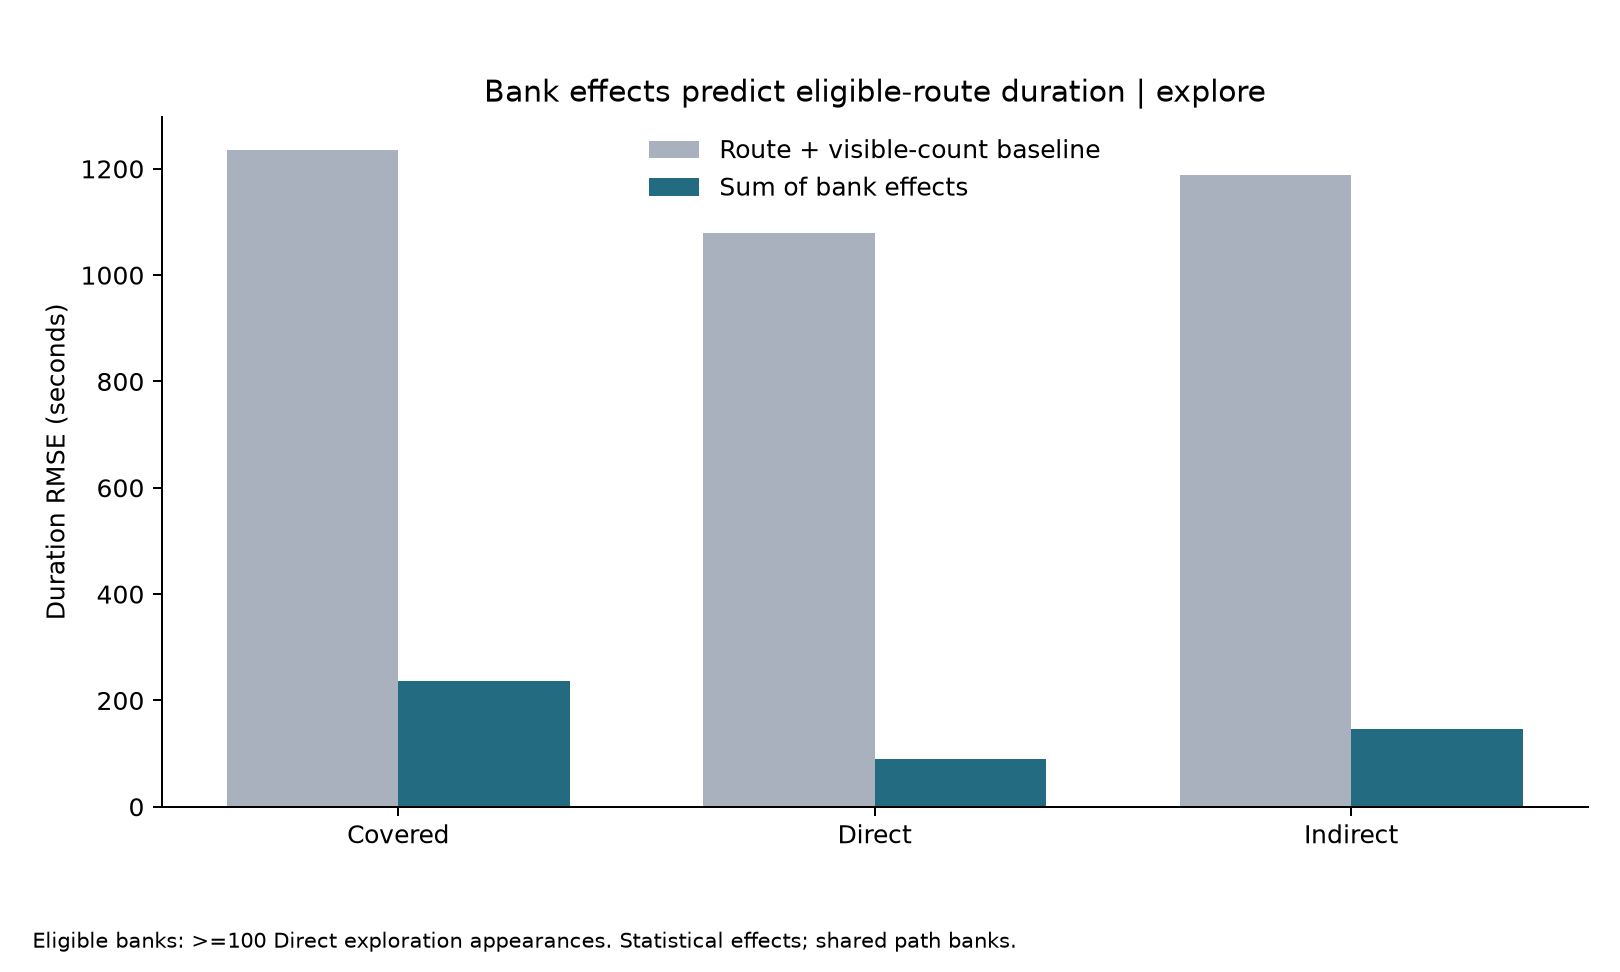 Bank effects predict eligible-route duration | explore
Route + visible-count baseline
Sum of bank effects
Duration RMSE (seconds)
1200
1000
800
600
400
200
0
Covered
Direct
Indirect
Eligible banks: >=100 Direct exploration appearances. Statistical effects; shared path banks.